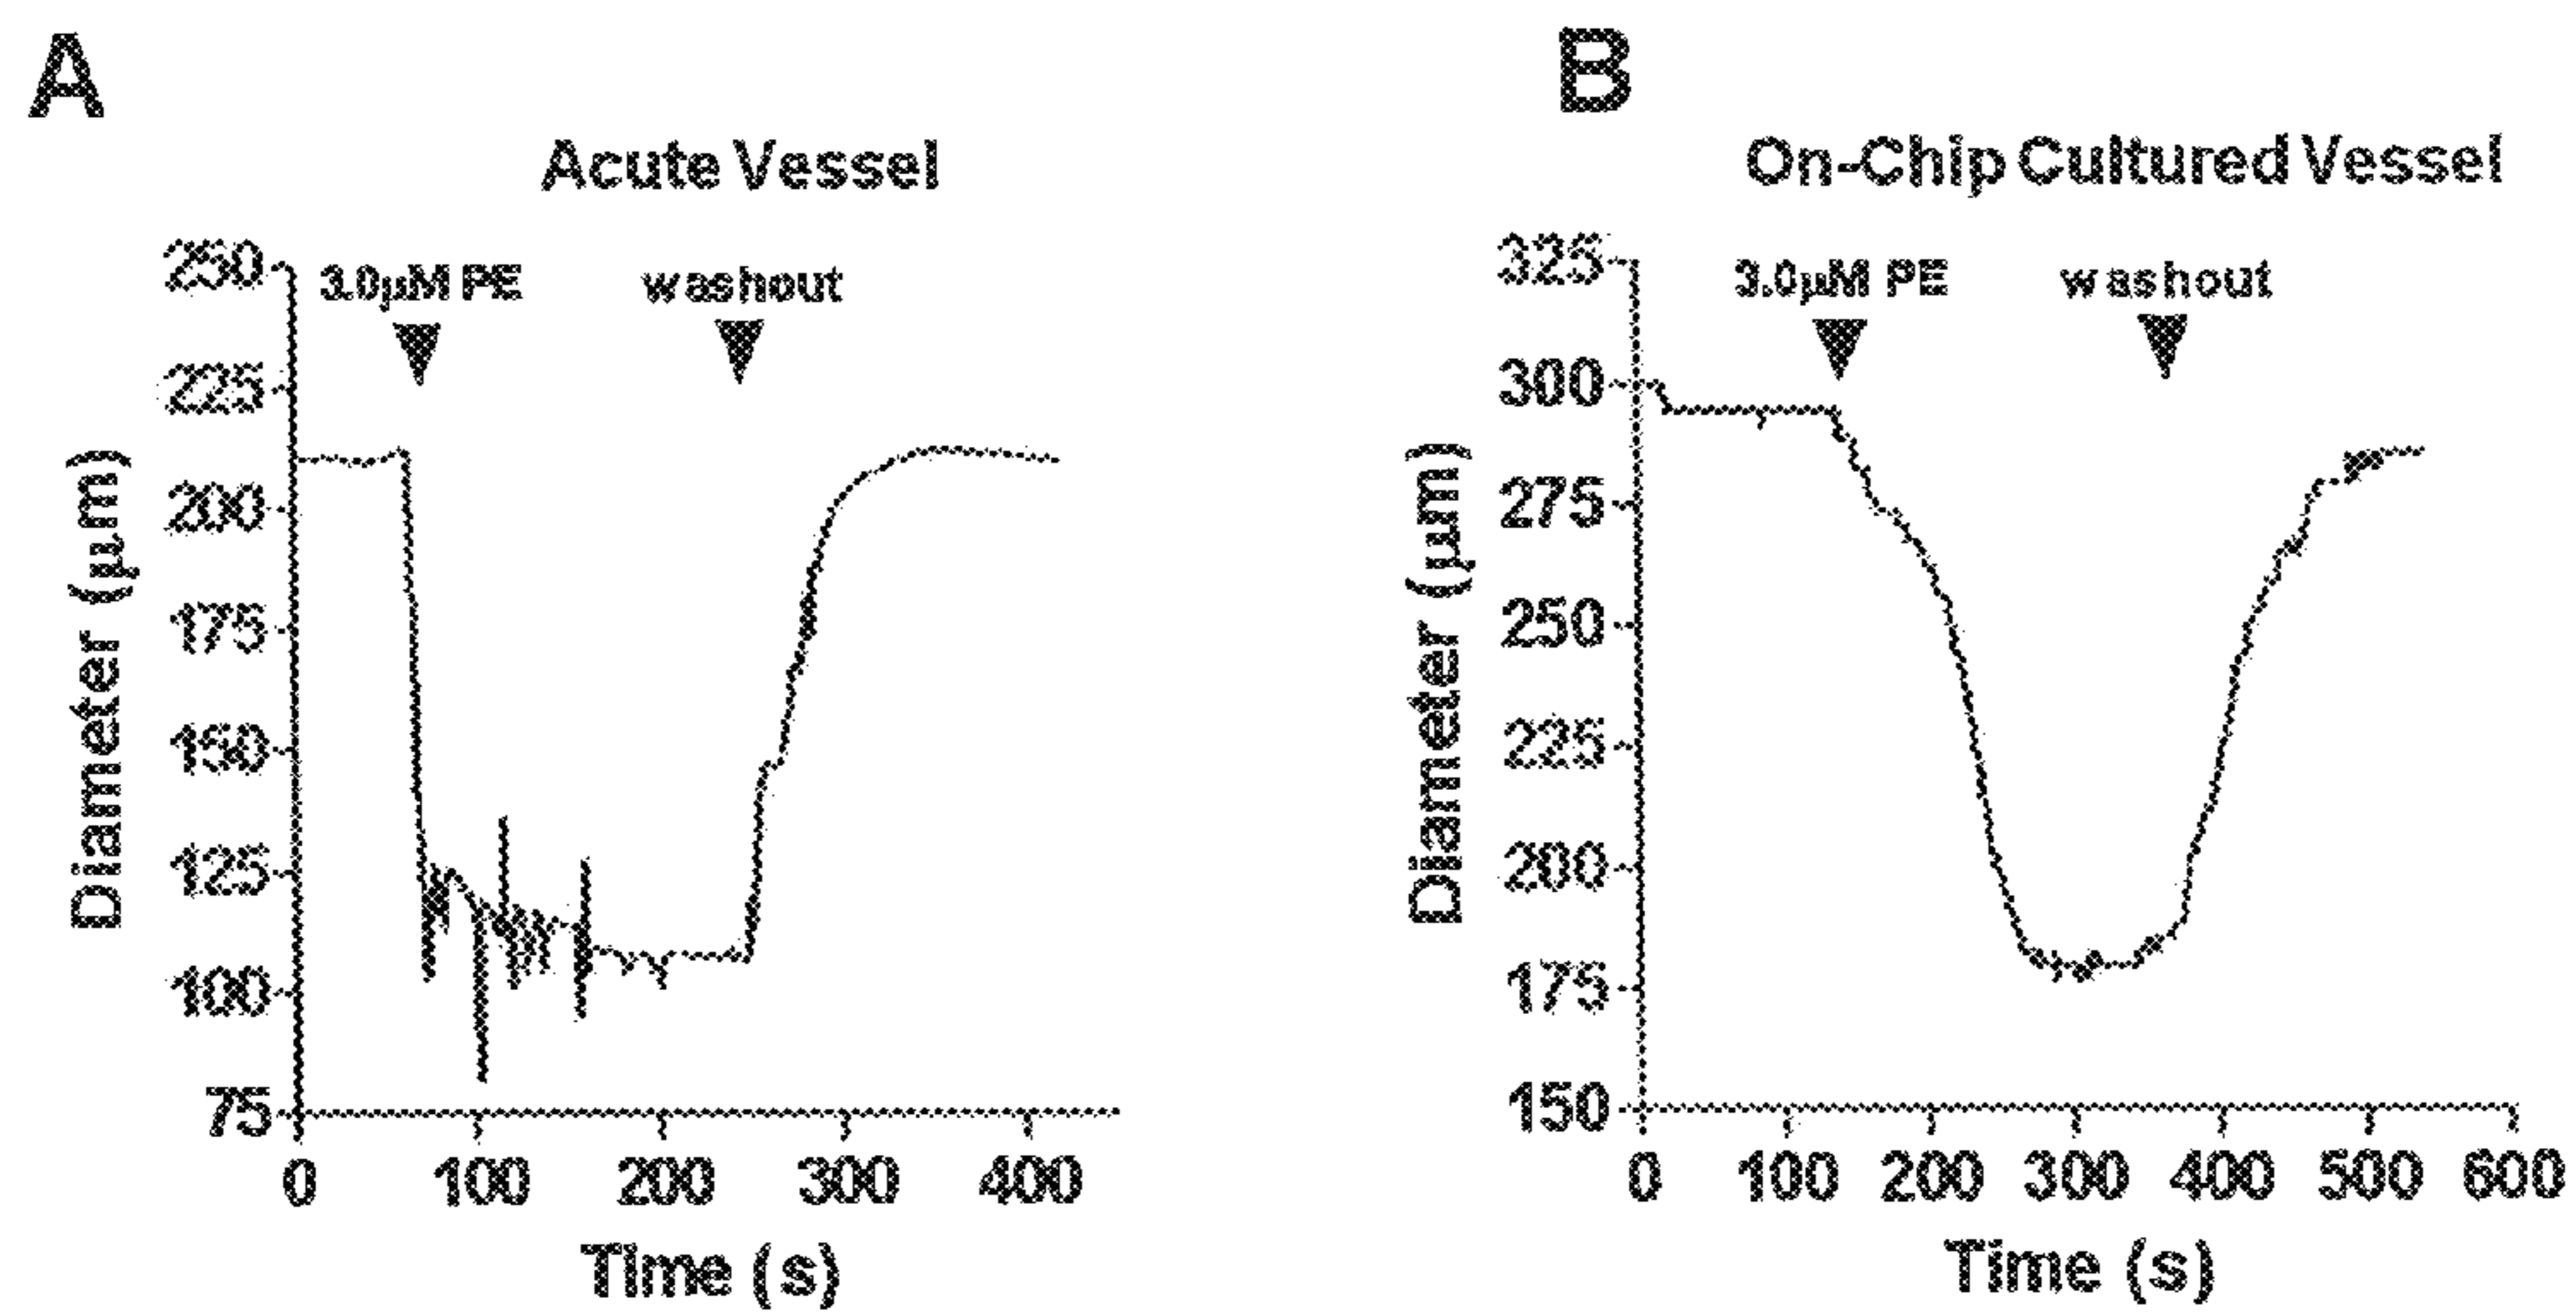 A
Acute Vessel
250
3.0μM PE
washout
225
200
175
150
125
100
75
0
100
200
300
400
Diameter (μm)
Time (s)
B
On-Chip Cultured Vessel
325
3.0μM PE
washout
300
275
250
225
200
175
150
0
100
200
300
400
500
600
Diameter (μm)
Time (s)